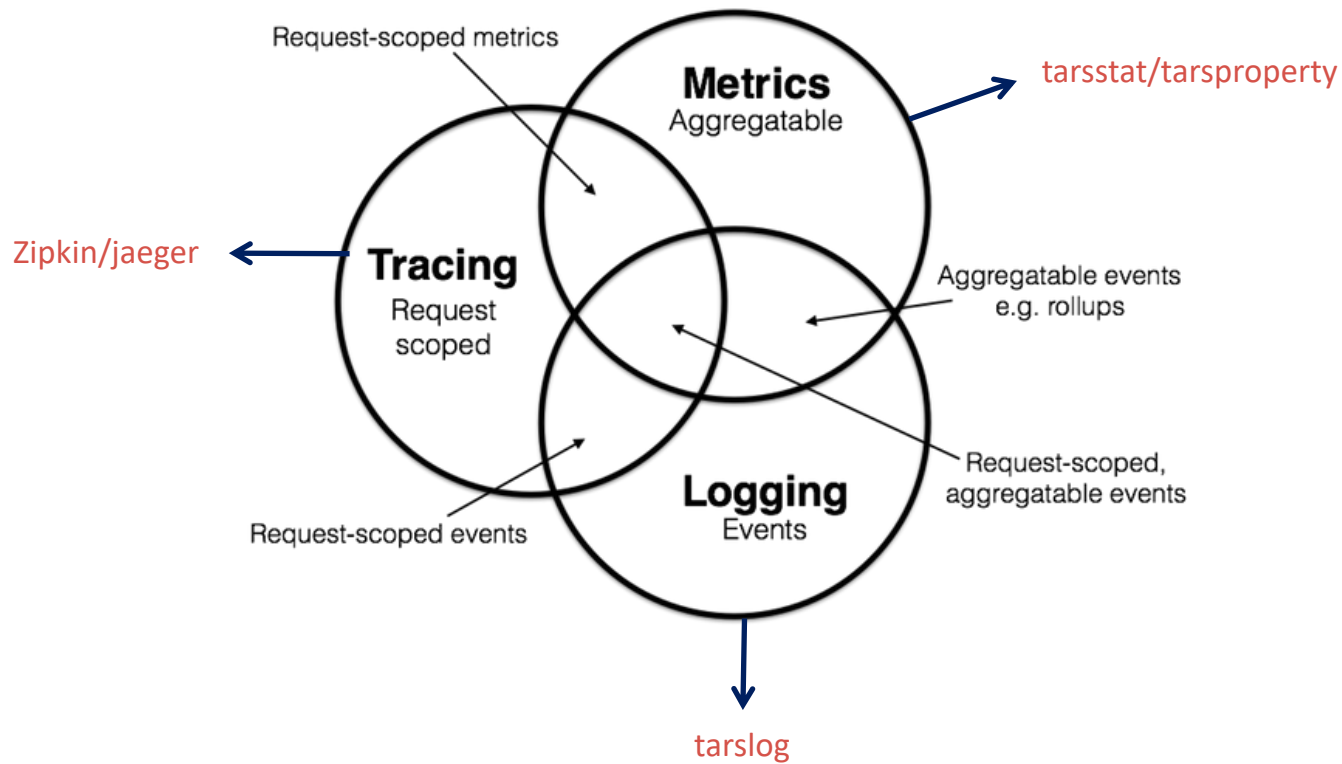 Request-scoped metrics
Metrics
Aggregatable
tarsstat/tarsproperty
Zipkin/jaeger
Tracing
Request
scoped
Aggregatable events
e.g. rollups
Request-scoped,
aggregatable events
Logging
Events
Request-scoped events
tarslog